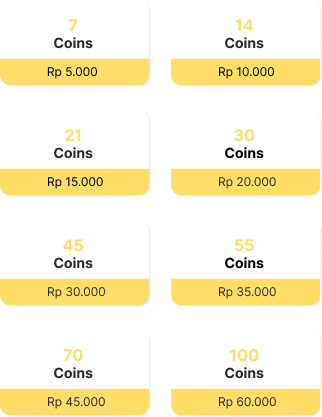 7
Coins
Rp 5.000
14
Coins
Rp 10.000
21
Coins
Rp 15.000
30
Coins
Rp 20.000
45
Coins
Rp 30.000
55
Coins
Rp 35.000
70
Coins
Rp 45.000
100
Coins
Rp 60.000